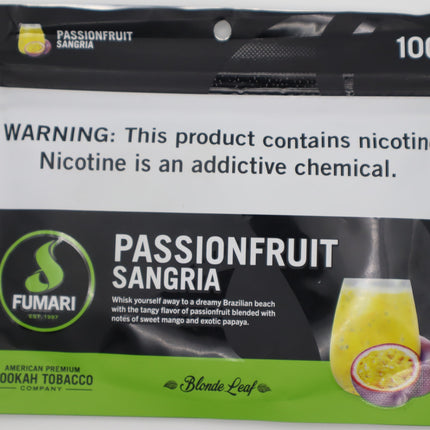 PASSIONFRUIT
SANGRIA
100
WARNING: This product contains nicotin
Nicotine is an addictive chemical.
PASSIONFRUIT
SANGRIA
Whisk yourself away to a dreamy Brazilian beach
with the tangy flavor of passionfruit blended with
notes of sweet mango and exotic papaya.
FUMARI
EST. 1997
AMERICAN PREMIUM
OOKAH TOBACCO
COMPANY
Blonde Leaf